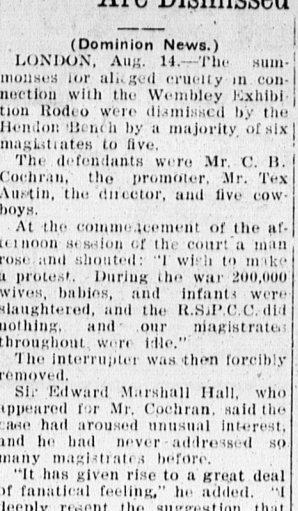 Are Dismissed
(Dominion News.)
LONDON, Aug. 14.—The sum-
monses for alleged cruelty in con-
nection with the Wembley Exhibi
tion Rodeo were dismissed by the
Hendon Bench by a majority of six
magistrates to five.
The defendants were Mr. C. B.
Cochran, the promoter, Mr. Tex
Austin, the director, and five cow-
boys.
At the commencement of the af-
ternoon session of the court a man
rose and shouted: "I wish to make
a protest. During the war 200,000
wives, babies, and infants were
slaughtered, and the R.S.P.C.C. did
nothing, and our magistrates
throughout were idle."
The interrupter was then forcibly
removed.
Sir Edward Marshall Hall, who
appeared for Mr. Cochran, said the
case had aroused unusual interest,
and he had never addressed so
many magistrates before.
"It has given rise to a great deal
of fanatical feeling," he added. "I
deeply resent the suggestion that